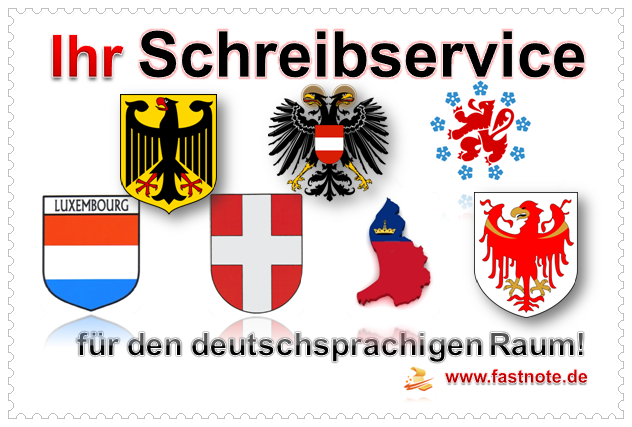 Ihr Schreibservice
LUXEMBOURG
für den deutschsprachigen Raum!
www.fastnote.de